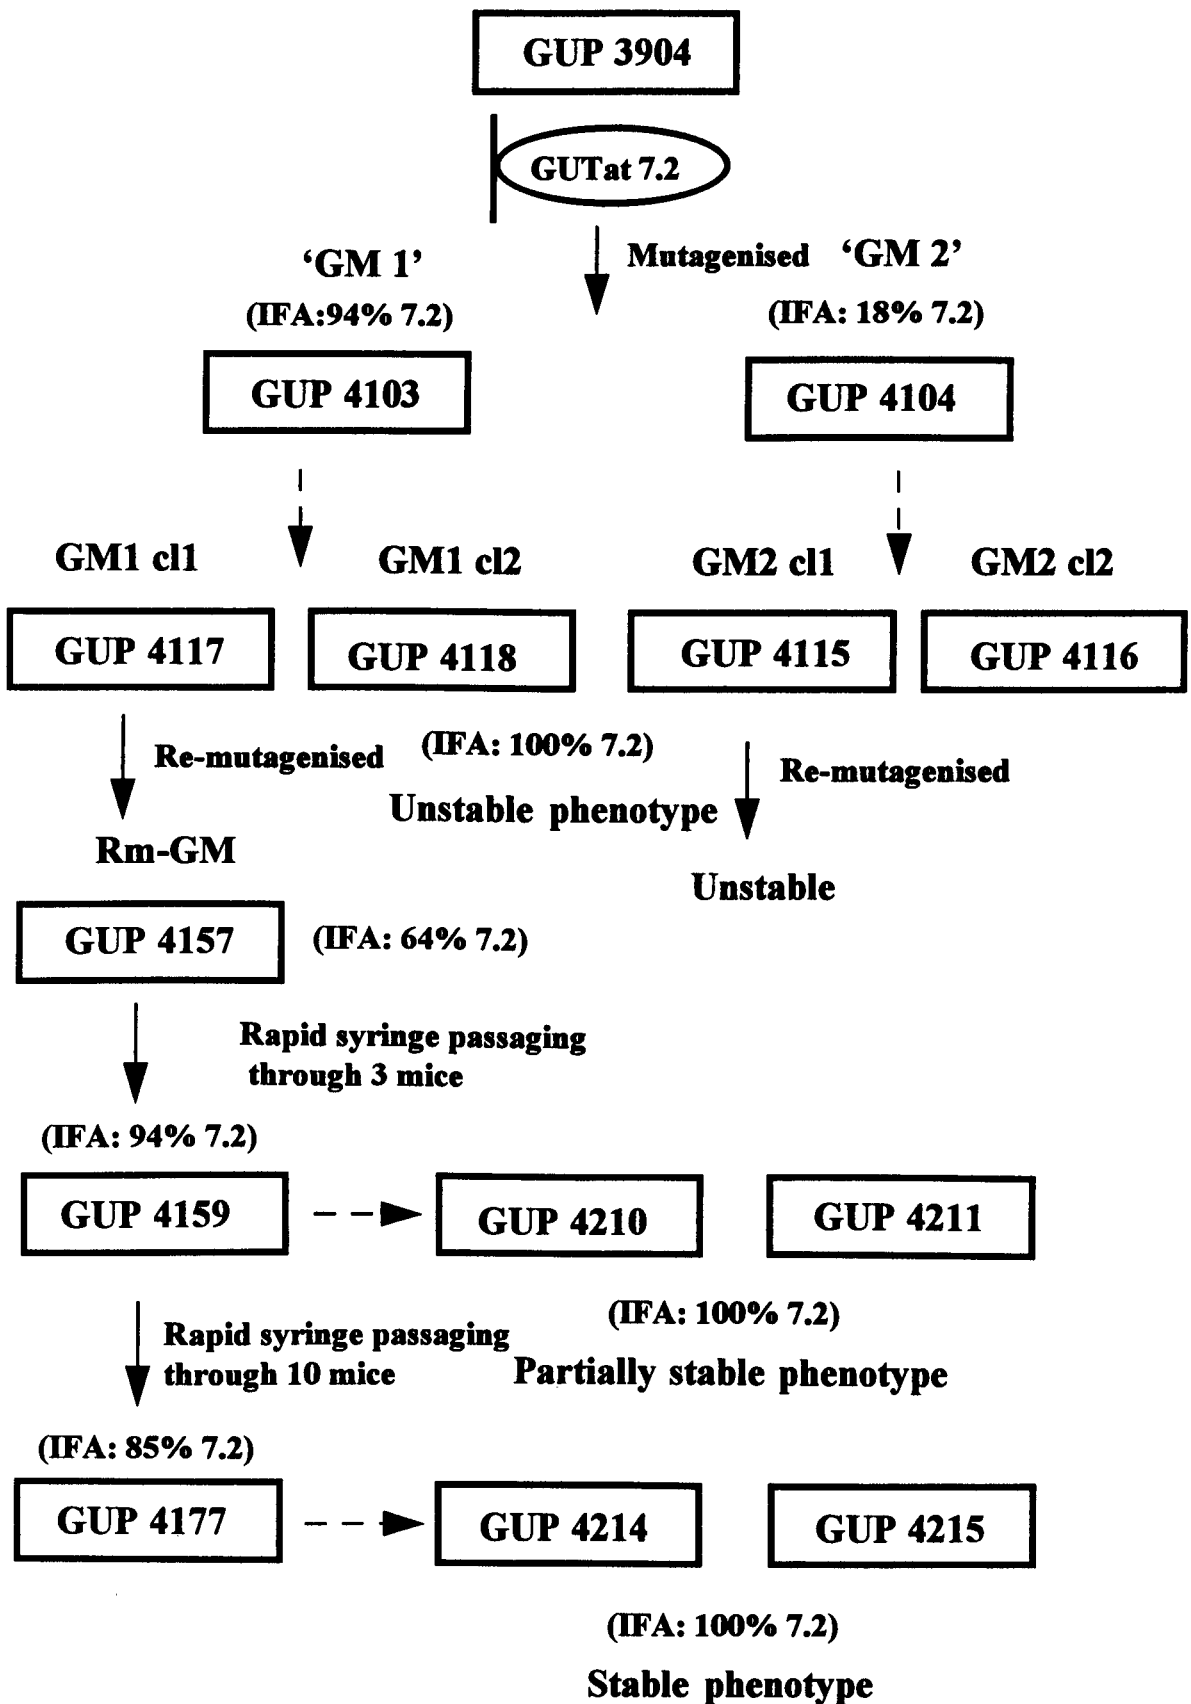 GUP 3904
GUTat 7.2
Mutagenised
‘GM 1’
‘GM 2’
(IFA:94% 7.2)
(IFA: 18% 7.2)
GUP 4103
GUP 4104
GM1 cl1
GM1 cl2
GM2 cl1
GM2 cl2
GUP 4117
GUP 4118
GUP 4115
GUP 4116
Re-mutagenised
(IFA: 100% 7.2)
Re-mutagenised
Unstable phenotype
Rm-GM
Unstable
GUP 4157
(IFA: 64% 7.2)
Rapid syringe passaging
through 3 mice
(IFA: 94% 7.2)
GUP 4159
GUP 4210
GUP 4211
(IFA: 100% 7.2)
Rapid syringe passaging
through 10 mice
Partially stable phenotype
(IFA: 85% 7.2)
GUP 4177
GUP 4214
GUP 4215
(IFA: 100% 7.2)
Stable phenotype